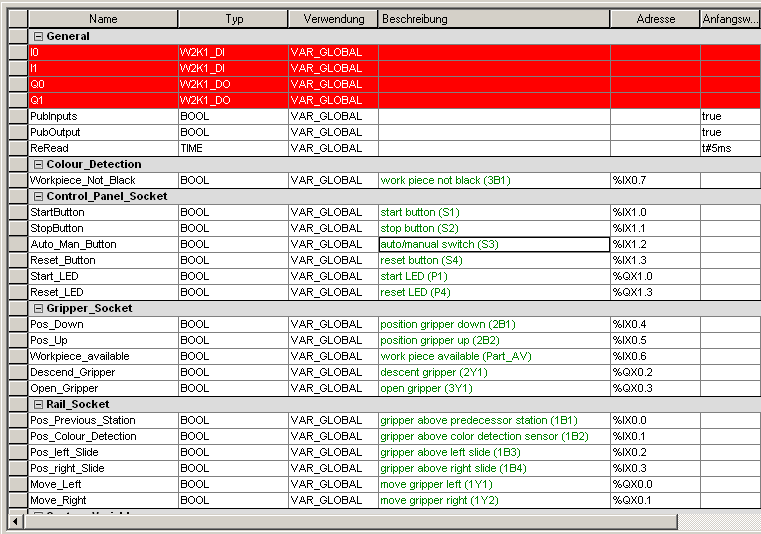 Name Typ Verwendung Beschreibung Adresse Anfangsw...
General
I0 W2K1_DI VAR_GLOBAL
I1 W2K1_DI VAR_GLOBAL
Q0 W2K1_DO VAR_GLOBAL
Q1 W2K1_DO VAR_GLOBAL
PubInputs BOOL VAR_GLOBAL true
PubOutput BOOL VAR_GLOBAL true
ReRead TIME VAR_GLOBAL t#5ms
Colour_Detection
Workpiece_Not_Black BOOL VAR_GLOBAL work piece not black (3B1) %IX0.7
Control_Panel_Socket
StartButton BOOL VAR_GLOBAL start button (S1) %IX1.0
StopButton BOOL VAR_GLOBAL stop button (S2) %IX1.1
Auto_Man_Button BOOL VAR_GLOBAL auto/manual switch (S3) %IX1.2
Reset_Button BOOL VAR_GLOBAL reset button (S4) %IX1.3
Start_LED BOOL VAR_GLOBAL start LED (P1) %QX1.0
Reset_LED BOOL VAR_GLOBAL reset LED (P4) %QX1.3
Gripper_Socket
Pos_Down BOOL VAR_GLOBAL position gripper down (2B1) %IX0.4
Pos_Up BOOL VAR_GLOBAL position gripper up (2B2) %IX0.5
Workpiece_available BOOL VAR_GLOBAL work piece available (Part_AV) %IX0.6
Descend_Gripper BOOL VAR_GLOBAL descent gripper (2Y1) %QX0.2
Open_Gripper BOOL VAR_GLOBAL open gripper (3Y1) %QX0.3
Rail_Socket
Pos_Previous_Station BOOL VAR_GLOBAL gripper above predecessor station (1B1) %IX0.0
Pos_Colour_Detection BOOL VAR_GLOBAL gripper above color detection sensor (1B2) %IX0.1
Pos_left_Slide BOOL VAR_GLOBAL gripper above left slide (1B3) %IX0.2
Pos_right_Slide BOOL VAR_GLOBAL gripper above right slide (1B4) %IX0.3
Move_Left BOOL VAR_GLOBAL move gripper left (1Y1) %QX0.0
Move_Right BOOL VAR_GLOBAL move gripper right (1Y2) %QX0.1